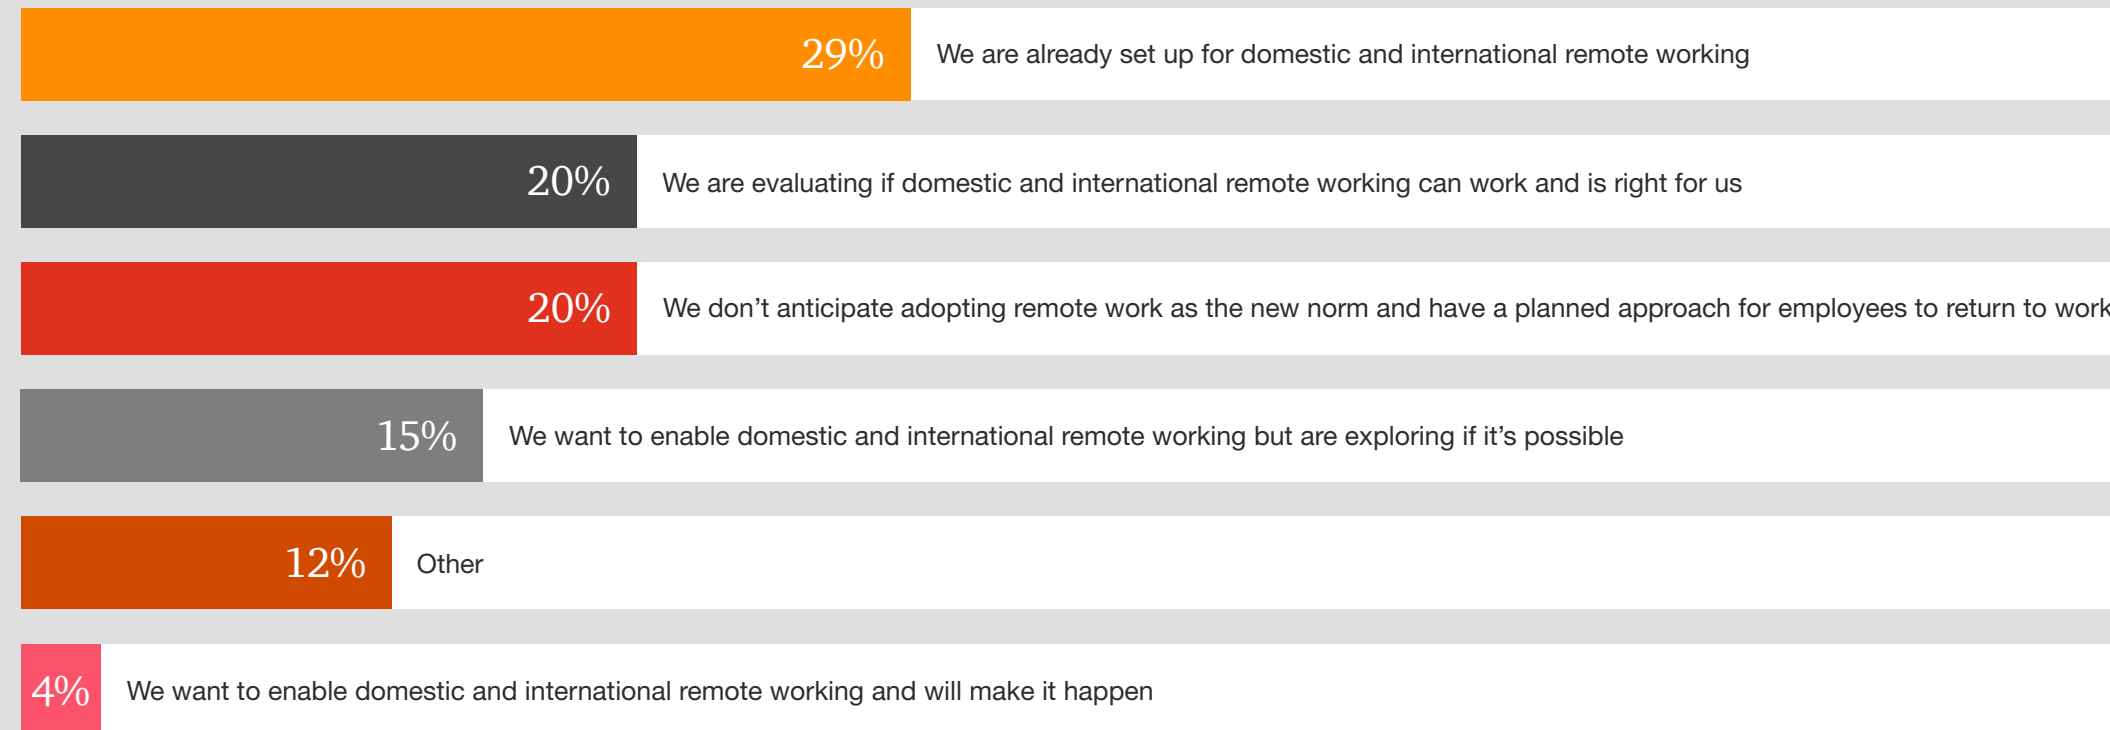 29% We are already set up for domestic and international remote working
20% We are evaluating if domestic and international remote working can work and is right for us
20% We don’t anticipate adopting remote work as the new norm and have a planned approach for employees to return to work
15% We want to enable domestic and international remote working but are exploring if it’s possible
12% Other
4% We want to enable domestic and international remote working and will make it happen